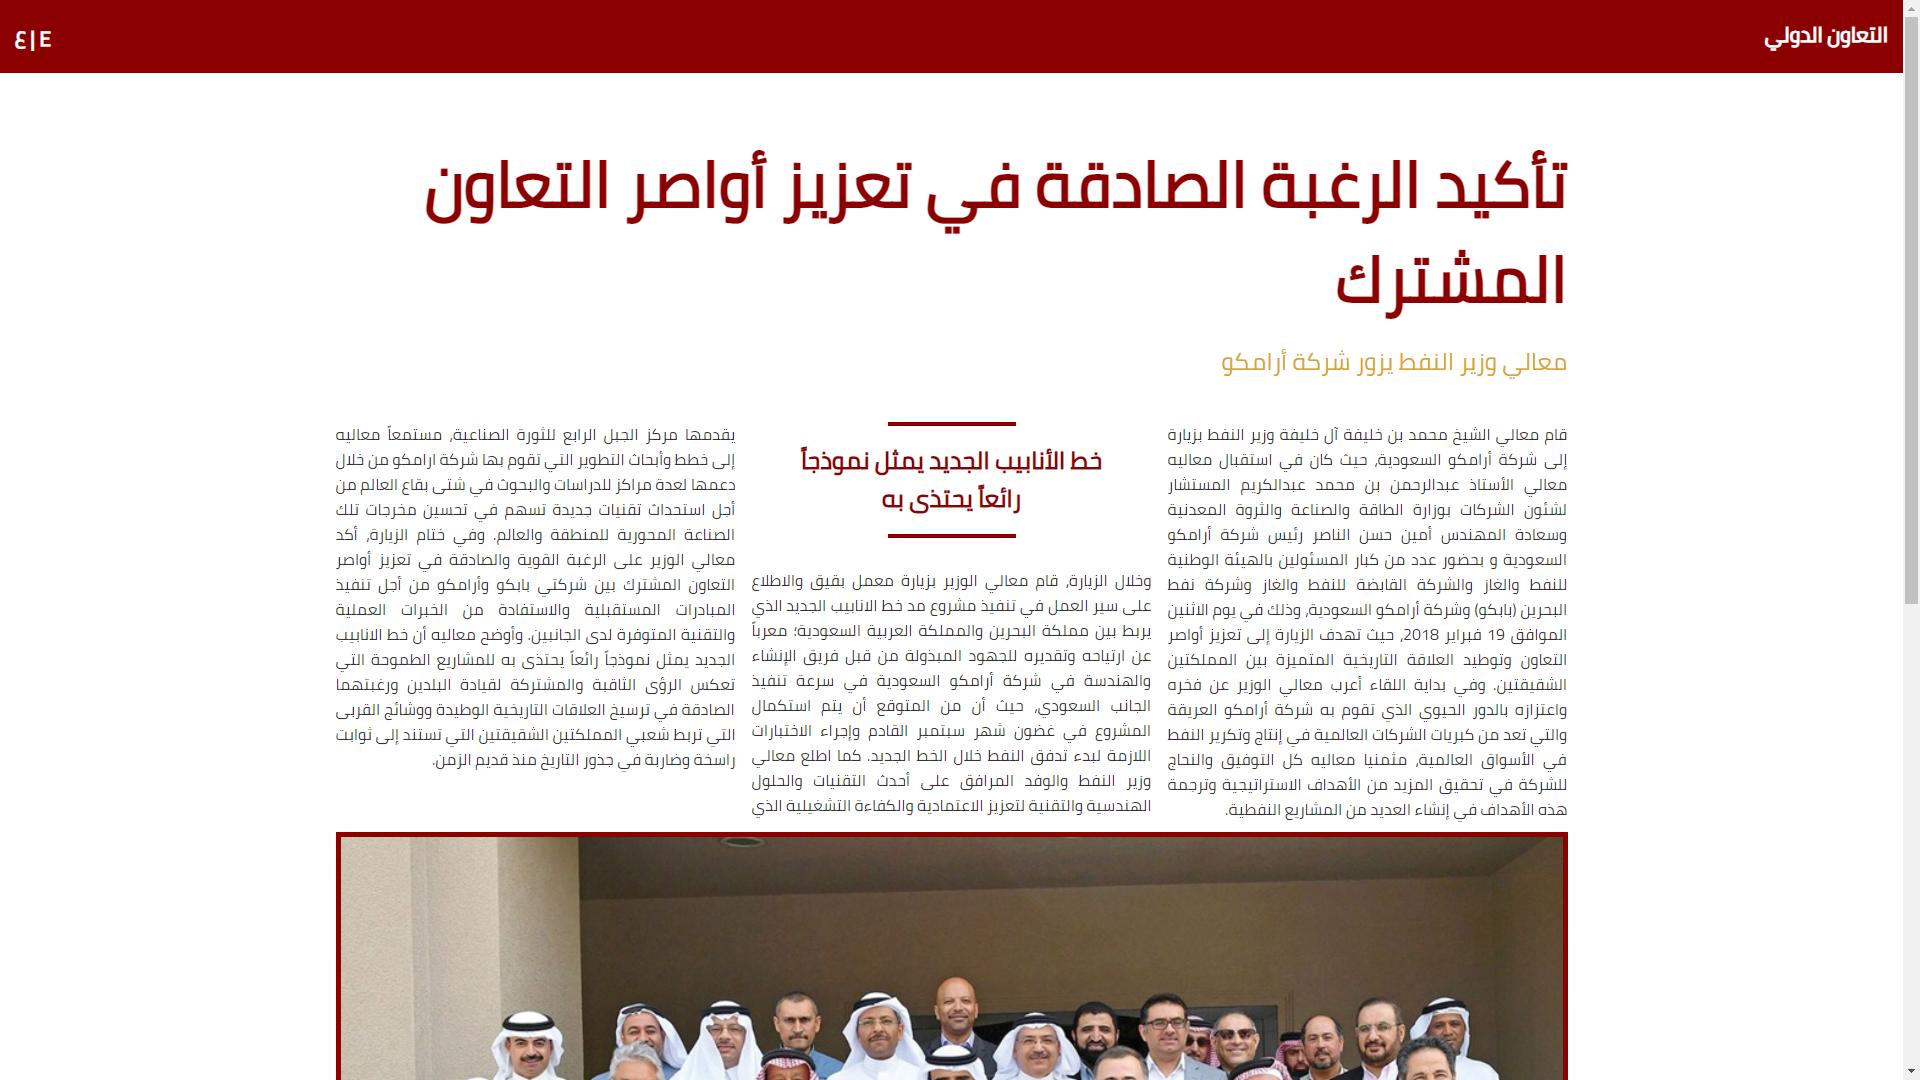 التعاون الدولي
E | ع
تأكيد الرغبة الصادقة في تعزيز أواصر التعاون
المشترك
معالي وزير النفط يزور شركة أرامكو
قام معالي الشيخ محمد بن خليفة آل خليفة وزير النفط بزيارة
إلى شركة أرامكو السعودية، حيث كان في استقبال معاليه
معالي الأستاذ عبدالرحمن بن محمد عبدالكريم المستشار
لشئون الشركات بوزارة الطاقة والصناعة والثروة المعدنية
وسعادة المهندس أمين حسن الناصر رئيس شركة أرامكو
السعودية و بحضور عدد من كبار المسئولين بالهيئة الوطنية
للنفط والغاز والشركة القابضة للنفط والغاز وشركة نفط
البحرين (بابكو) وشركة أرامكو السعودية، وذلك في يوم الاثنين
الموافق 19 فبراير 2018، حيث تهدف الزيارة إلى تعزيز أواصر
التعاون وتوطيد العلاقة التاريخية المتميزة بين المملكتين
الشقيقتين. وفي بداية اللقاء أعرب معالي الوزير عن فخره
واعتزازه بالدور الحيوي الذي تقوم به شركة أرامكو العريقة
والتي تعد من كبريات الشركات العالمية في إنتاج وتكرير النفط
في الأسواق العالمية، مثمنيا معاليه كل التوفيق والنجاح
للشركة في تحقيق المزيد من الأهداف الاستراتيجية وترجمة
هذه الأهداف في إنشاء العديد من المشاريع النفطية.
خط الأنابيب الجديد يمثل نموذجاً
رائعاً يحتذى به
وخلال الزيارة، قام معالي الوزير بزيارة معمل بقيق والاطلاع
على سير العمل في تنفيذ مشروع مد خط الانابيب الجديد الذي
يربط بين مملكة البحرين والمملكة العربية السعودية؛ معرباً
عن ارتياحه وتقديره للجهود المبذولة من قبل فريق الإنشاء
والهندسة في شركة أرامكو السعودية في سرعة تنفيذ
الجانب السعودي، حيث أن من المتوقع أن يتم استكمال
المشروع في غضون شهر سبتمبر القادم وإجراء الاختبارات
اللازمة لبدء تدفق النفط خلال الخط الجديد. كما اطلع معالي
وزير النفط والوفد المرافق على أحدث التقنيات والحلول
الهندسية والتقنية لتعزيز الاعتمادية والكفاءة التشغيلية الذي
يقدمها مركز الجبل الرابع للثورة الصناعية، مستمعاً معاليه
إلى خطط وأبحاث التطوير التي تقوم بها شركة ارامكو من خلال
دعمها لعدة مراكز للدراسات والبحوث في شتى بقاع العالم من
أجل استحداث تقنيات جديدة تسهم في تحسين مخرجات تلك
الصناعة المحورية للمنطقة والعالم. وفي ختام الزيارة، أكد
معالي الوزير على الرغبة القوية والصادقة في تعزيز أواصر
التعاون المشترك بين شركتي بابكو وأرامكو من أجل تنفيذ
المبادرات المستقبلية والاستفادة من الخبرات العملية
والتقنية المتوفرة لدى الجانبين. وأوضح معاليه أن خط الانابيب
الجديد يمثل نموذجاً رائعاً يحتذى به للمشاريع الطموحة التي
تعكس الرؤى الثاقبة والمشتركة لقيادة البلدين ورغبتهما
الصادقة في ترسيخ العلاقات التاريخية الوطيدة ووشائج القربى
التي تربط شعبي المملكتين الشقيقتين التي تستند إلى ثوابت
راسخة وضاربة في جذور التاريخ منذ قديم الزمن.